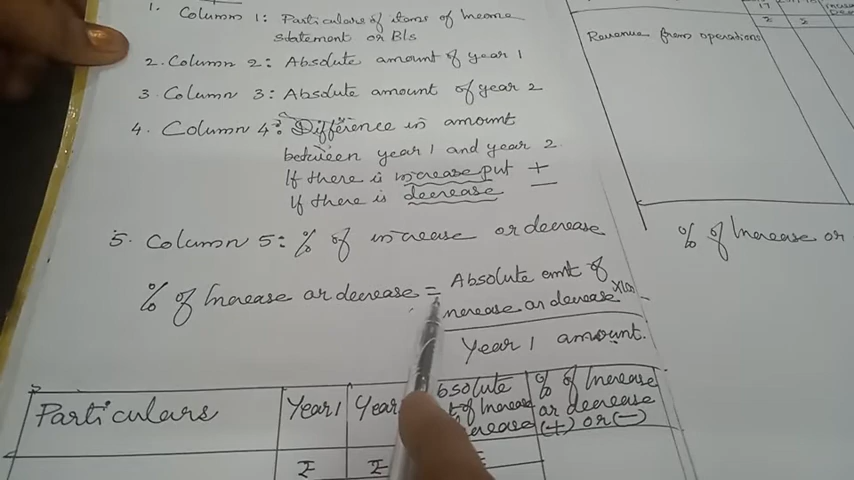 1. Column 1: Particulars of items of Income
statement or B/s
2. Column 2: Absolute amount of year 1
3. Column 3: Absolute amount of year 2
4. Column 4: Difference in amount
between year 1 and year 2
If there is increase put +
If there is decrease —
5. Column 5: % of increase or decrease
% of Increase or decrease = Absolute amt of
increase or decrease ×100
Year 1 amount.
Particulars
Year 1
Year
Absolute
of Increase
% of Increase
or decrease
(+) or (-)
₹ ₹
17
₹ ₹
Revenue from operations
% of Increase or